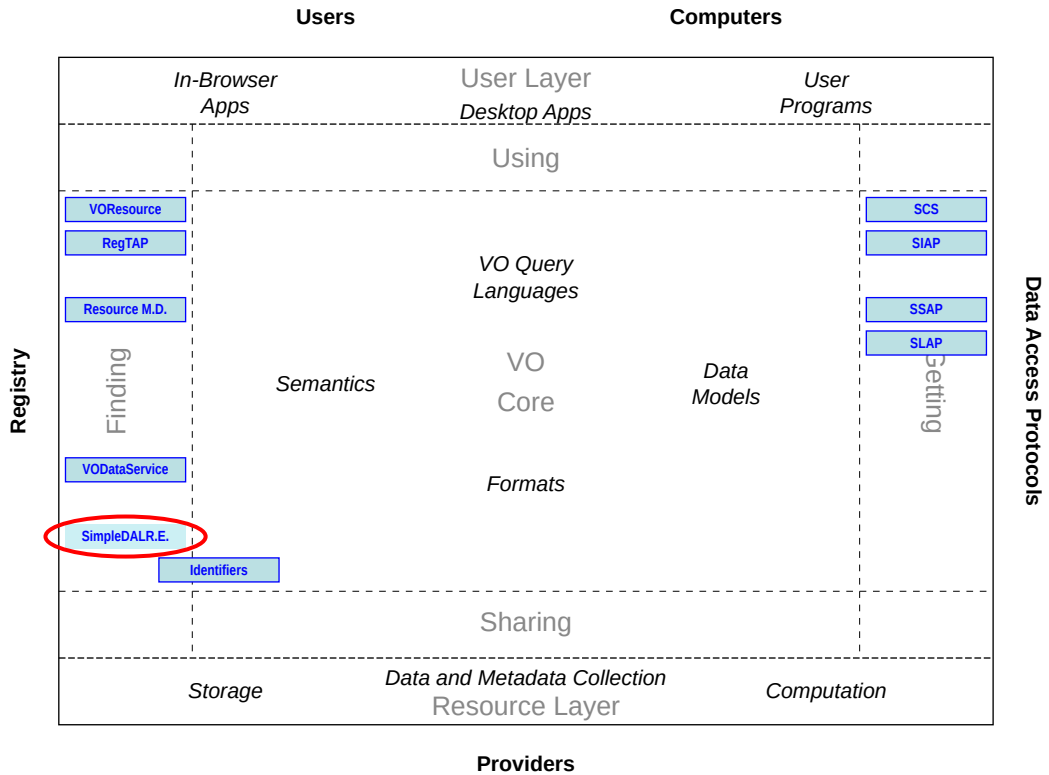 Users
Computers
In-Browser
Apps
User Layer
Desktop Apps
User
Programs
Using
VOResource
RegTAP
Resource M.D.
Finding
VODataService
SimpleDALR.E.
Identifiers
Registry
VO Query
Languages
Semantics
VO
Core
Data
Models
Formats
SCS
SIAP
SSAP
SLAP
Getting
Data Access Protocols
Sharing
Storage
Data and Metadata Collection
Resource Layer
Computation
Providers